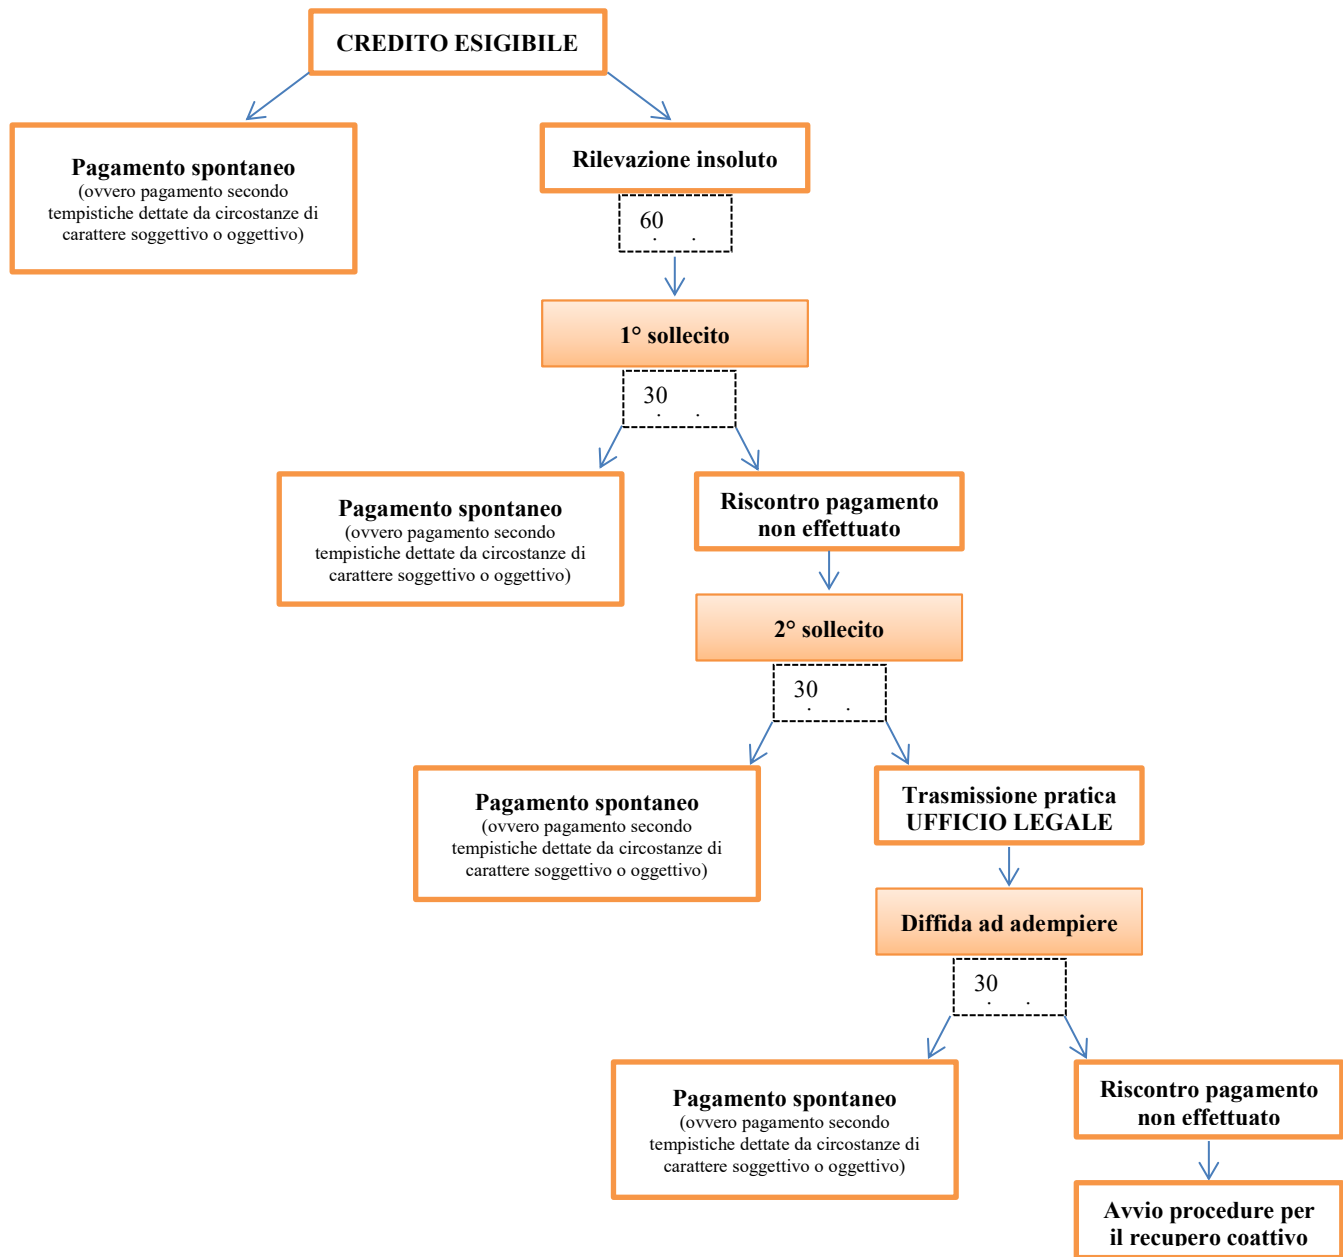 CREDITO ESIGIBILE
Pagamento spontaneo
(ovvero pagamento secondo
tempistiche dettate da circostanze di
carattere soggettivo o oggettivo)
Rilevazione insoluto
60
1° sollecito
30
Pagamento spontaneo
(ovvero pagamento secondo
tempistiche dettate da circostanze di
carattere soggettivo o oggettivo)
Riscontro pagamento
non effettuato
2° sollecito
30
Pagamento spontaneo
(ovvero pagamento secondo
tempistiche dettate da circostanze di
carattere soggettivo o oggettivo)
Trasmissione pratica
UFFICIO LEGALE
Diffida ad adempiere
30
Pagamento spontaneo
(ovvero pagamento secondo
tempistiche dettate da circostanze di
carattere soggettivo o oggettivo)
Riscontro pagamento
non effettuato
Avvio procedure per
il recupero coattivo